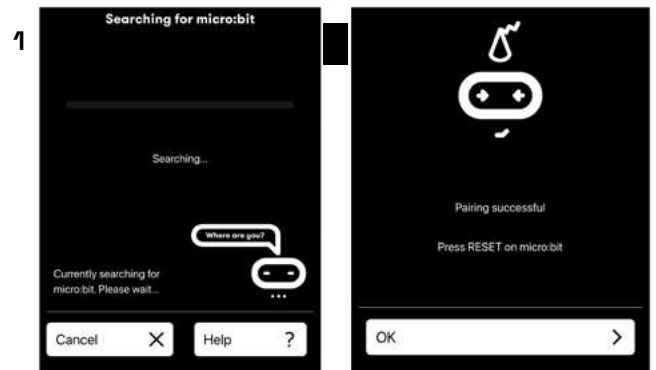 1
Searching for micro:bit
Searching...
Where are you?
Currently searching for
micro:bit. Please wait...
Cancel
Help ?
Pairing successful
Press RESET on micro:bit
OK